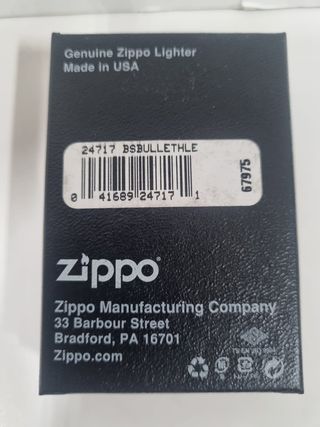 Genuine Zippo Lighter
Made in USA
24717 BSBULLETHLE
0 41689 24717 1
67975
zippo®
Zippo Manufacturing Company
33 Barbour Street
Bradford, PA 16701
Zippo.com